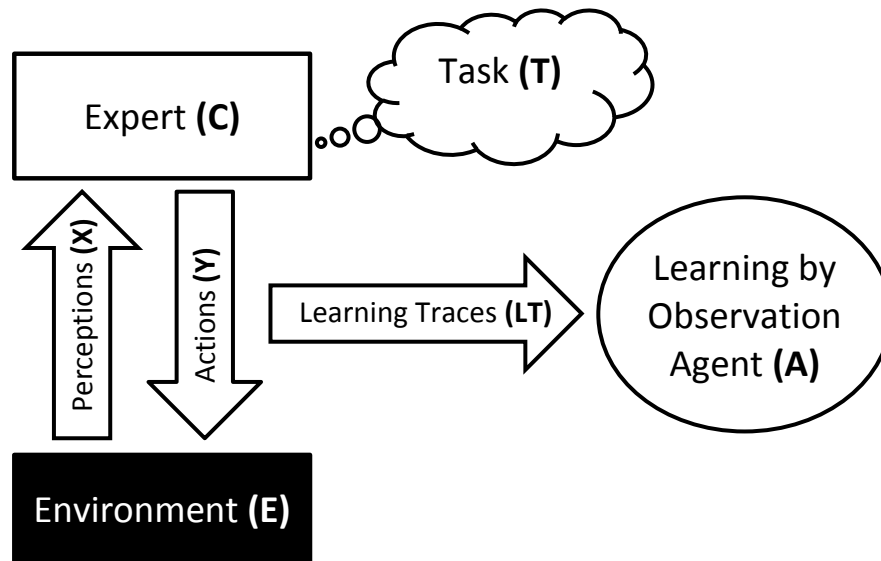 Task (T)
Expert (C)
Perceptions (X)
Actions (Y)
Learning Traces (LT)
Learning by
Observation
Agent (A)
Environment (E)